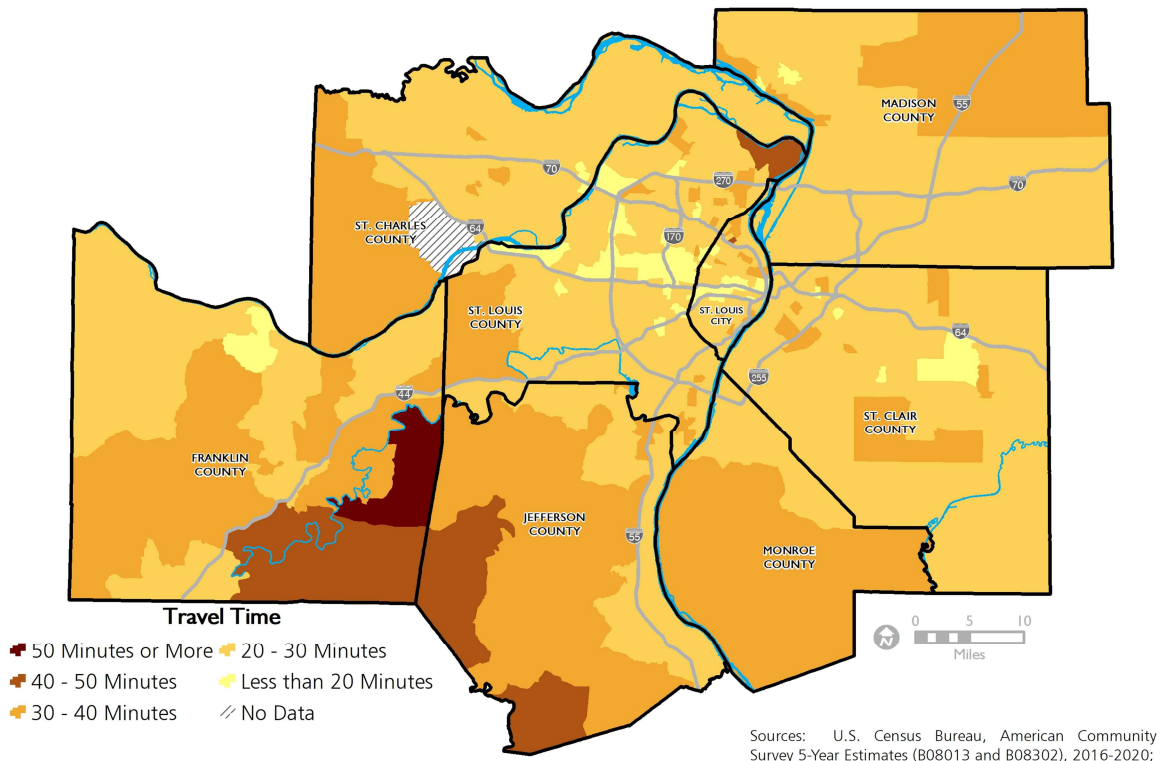 MADISON
COUNTY
55
70
270
70
ST. CHARLES
COUNTY
64
170
ST. LOUIS
COUNTY
ST. LOUIS
CITY
64
255
44
ST. CLAIR
COUNTY
FRANKLIN
COUNTY
JEFFERSON
COUNTY
55
MONROE
COUNTY
Travel Time
50 Minutes or More
20 - 30 Minutes
40 - 50 Minutes
Less than 20 Minutes
30 - 40 Minutes
No Data
0 5 10
Miles
Sources: U.S. Census Bureau, American Community
Survey 5-Year Estimates (B08013 and B08302), 2016-2020;